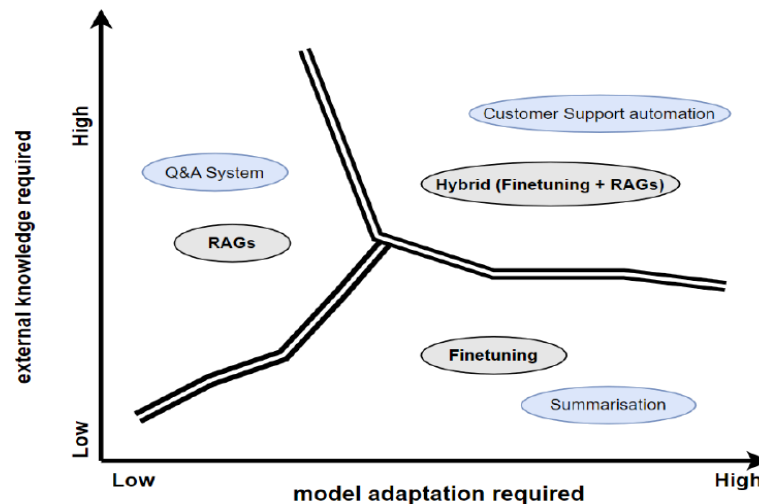 High
Customer Support automation
Q&A System
Hybrid (Finetuning + RAGs)
RAGs
external knowledge required
Finetuning
Summarisation
Low
Low
High
model adaptation required